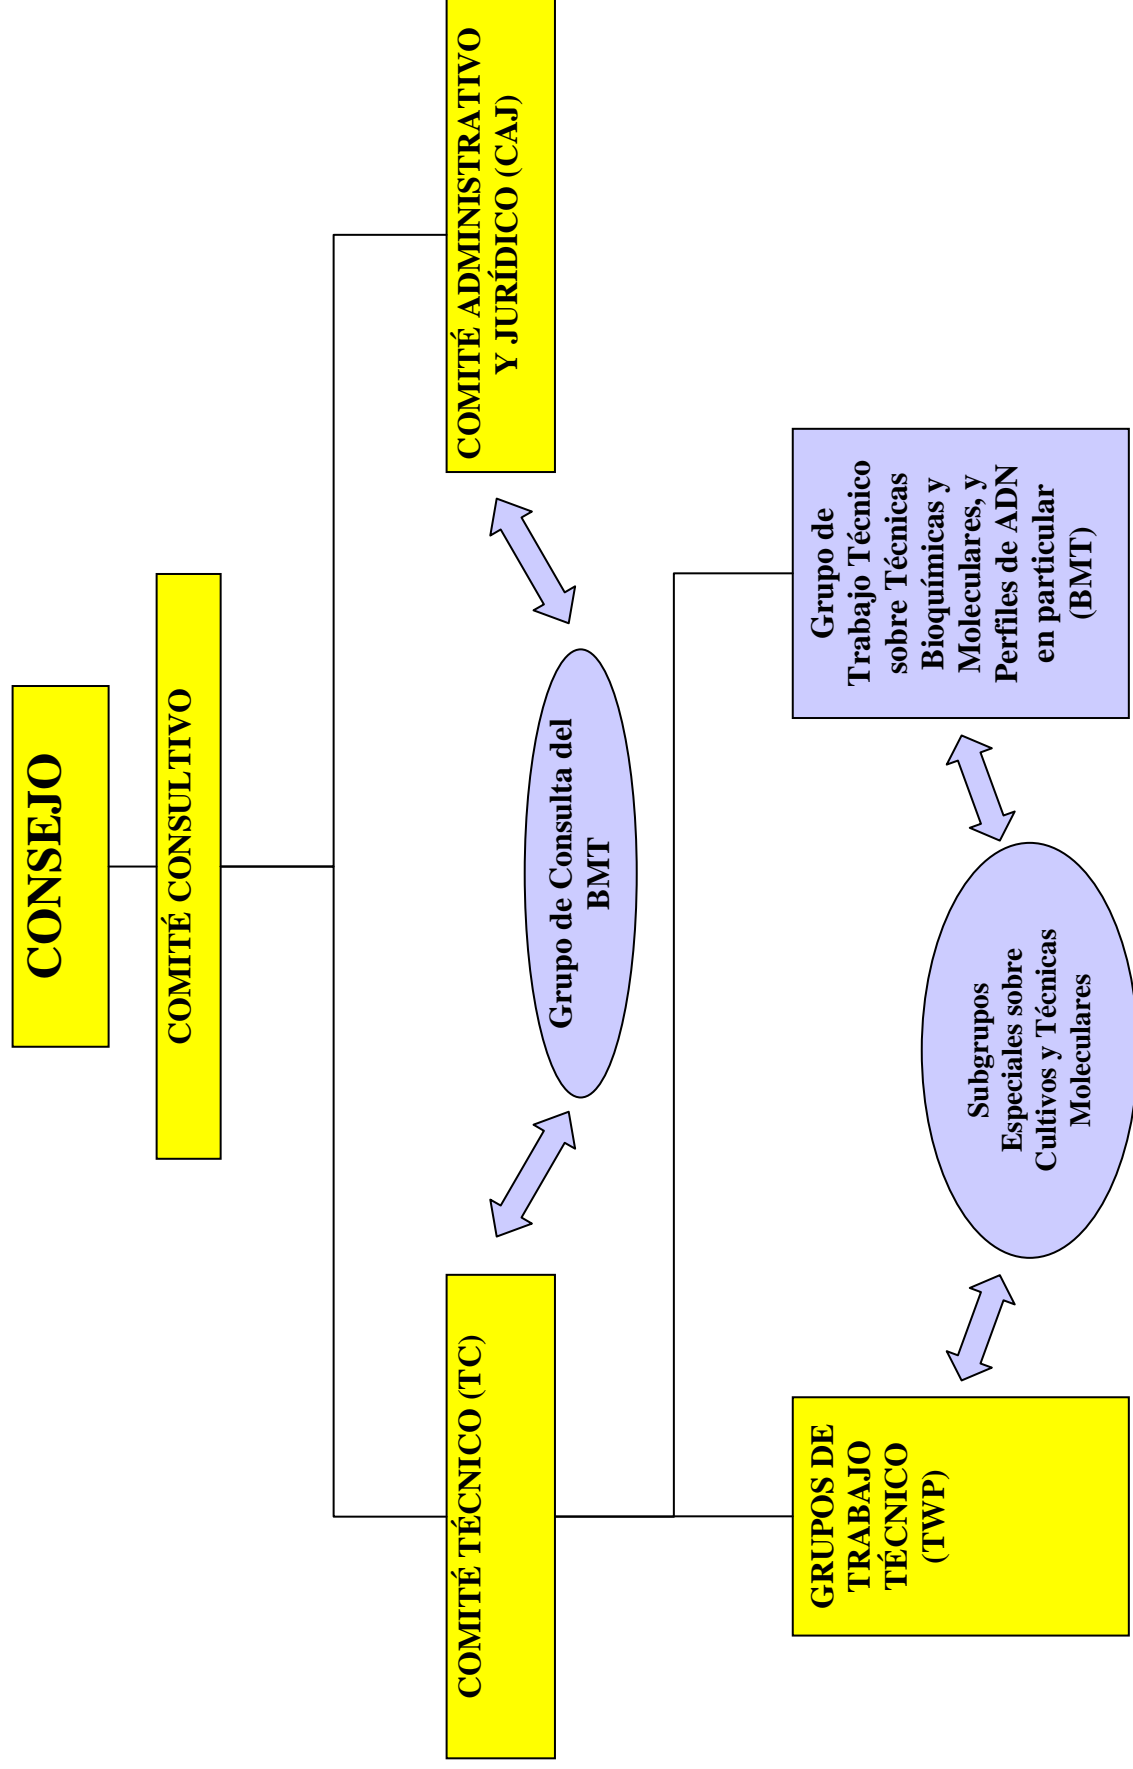 CONSEJO
COMITÉ CONSULTIVO
COMITÉ TÉCNICO (TC)
COMITÉ ADMINISTRATIVO
Y JURÍDICO (CAJ)
Grupo de Consulta del
BMT
GRUPOS DE
TRABAJO
TÉCNICO
(TWP)
Subgrupos
Especiales sobre
Cultivos y Técnicas
Moleculares
Grupo de
Trabajo Técnico
sobre Técnicas
Bioquímicas y
Moleculares, y
Perfiles de ADN
en particular
(BMT)